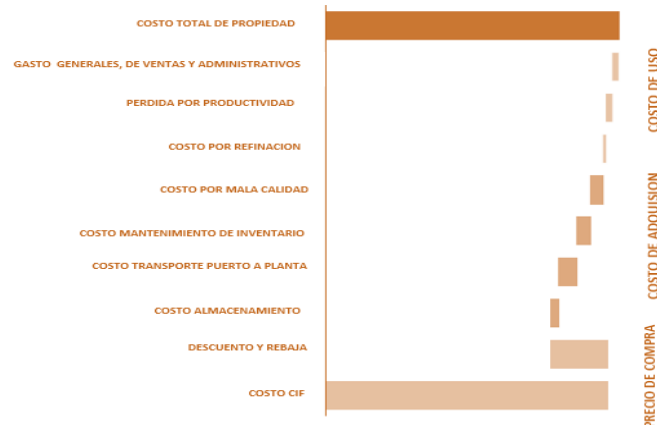 COSTO TOTAL DE PROPIEDAD
GASTO GENERALES, DE VENTAS Y ADMINISTRATIVOS
PERDIDA POR PRODUCTIVIDAD
COSTO POR REFINACION
COSTO POR MALA CALIDAD
COSTO MANTENIMIENTO DE INVENTARIO
COSTO TRANSPORTE PUERTO A PLANTA
COSTO ALMACENAMIENTO
DESCUENTO Y REBAJA
COSTO CIF
COSTO DE USO
COSTO DE ADQUISION
PRECIO DE COMPRA